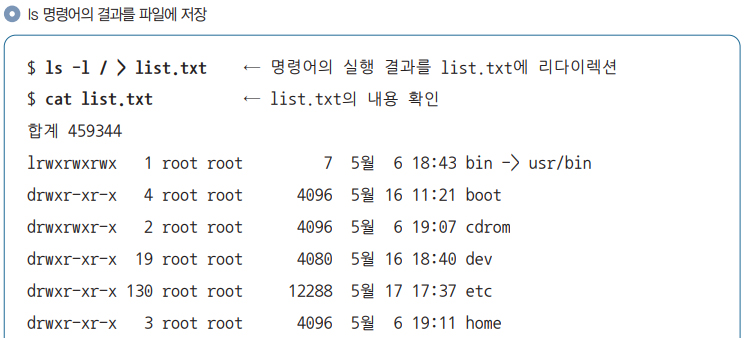 ls 명령어의 결과를 파일에 저장
$ ls -l / > list.txt ← 명령어의 실행 결과를 list.txt에 리다이렉션
$ cat list.txt ← list.txt의 내용 확인
합계 459344
lrwxrwxrwx 1 root root 7 5월 6 18:43 bin -> usr/bin
drwxr-xr-x 4 root root 4096 5월 16 11:21 boot
drwxrwxr-x 2 root root 4096 5월 6 19:07 cdrom
drwxr-xr-x 19 root root 4080 5월 16 18:40 dev
drwxr-xr-x 130 root root 12288 5월 17 17:37 etc
drwxr-xr-x 3 root root 4096 5월 6 19:11 home